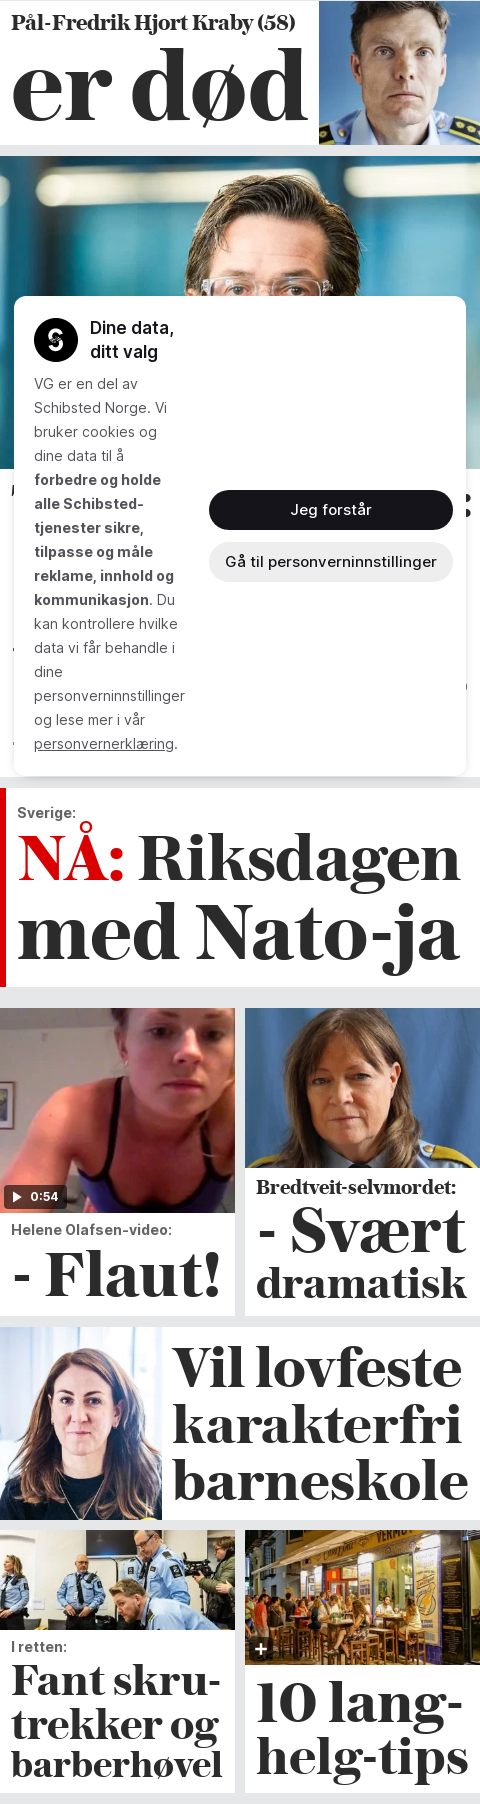 Pål-Fredrik Hjort Kraby (58)
er død
Dine data,
ditt valg
VG er en del av
Schibsted Norge. Vi
bruker cookies og
dine data til å
forbedre og holde
alle Schibsted-
tjenester sikre,
tilpasse og måle
reklame, innhold og
kommunikasjon. Du
kan kontrollere hvilke
data vi får behandle i
dine
personverninnstillinger
og lese mer i vår
personvernerklæring.
Jeg forstår
Gå til personverninnstillinger
Sverige:
NÅ: Riksdagen
med Nato-ja
0:54
Helene Olafsen-video:
- Flaut!
Bredtveit-selvmordet:
- Svært
dramatisk
Vil lovfeste
karakterfri
barneskole
I retten:
Fant skru-
trekker og
barberhøvel
10 lang-
helg-tips